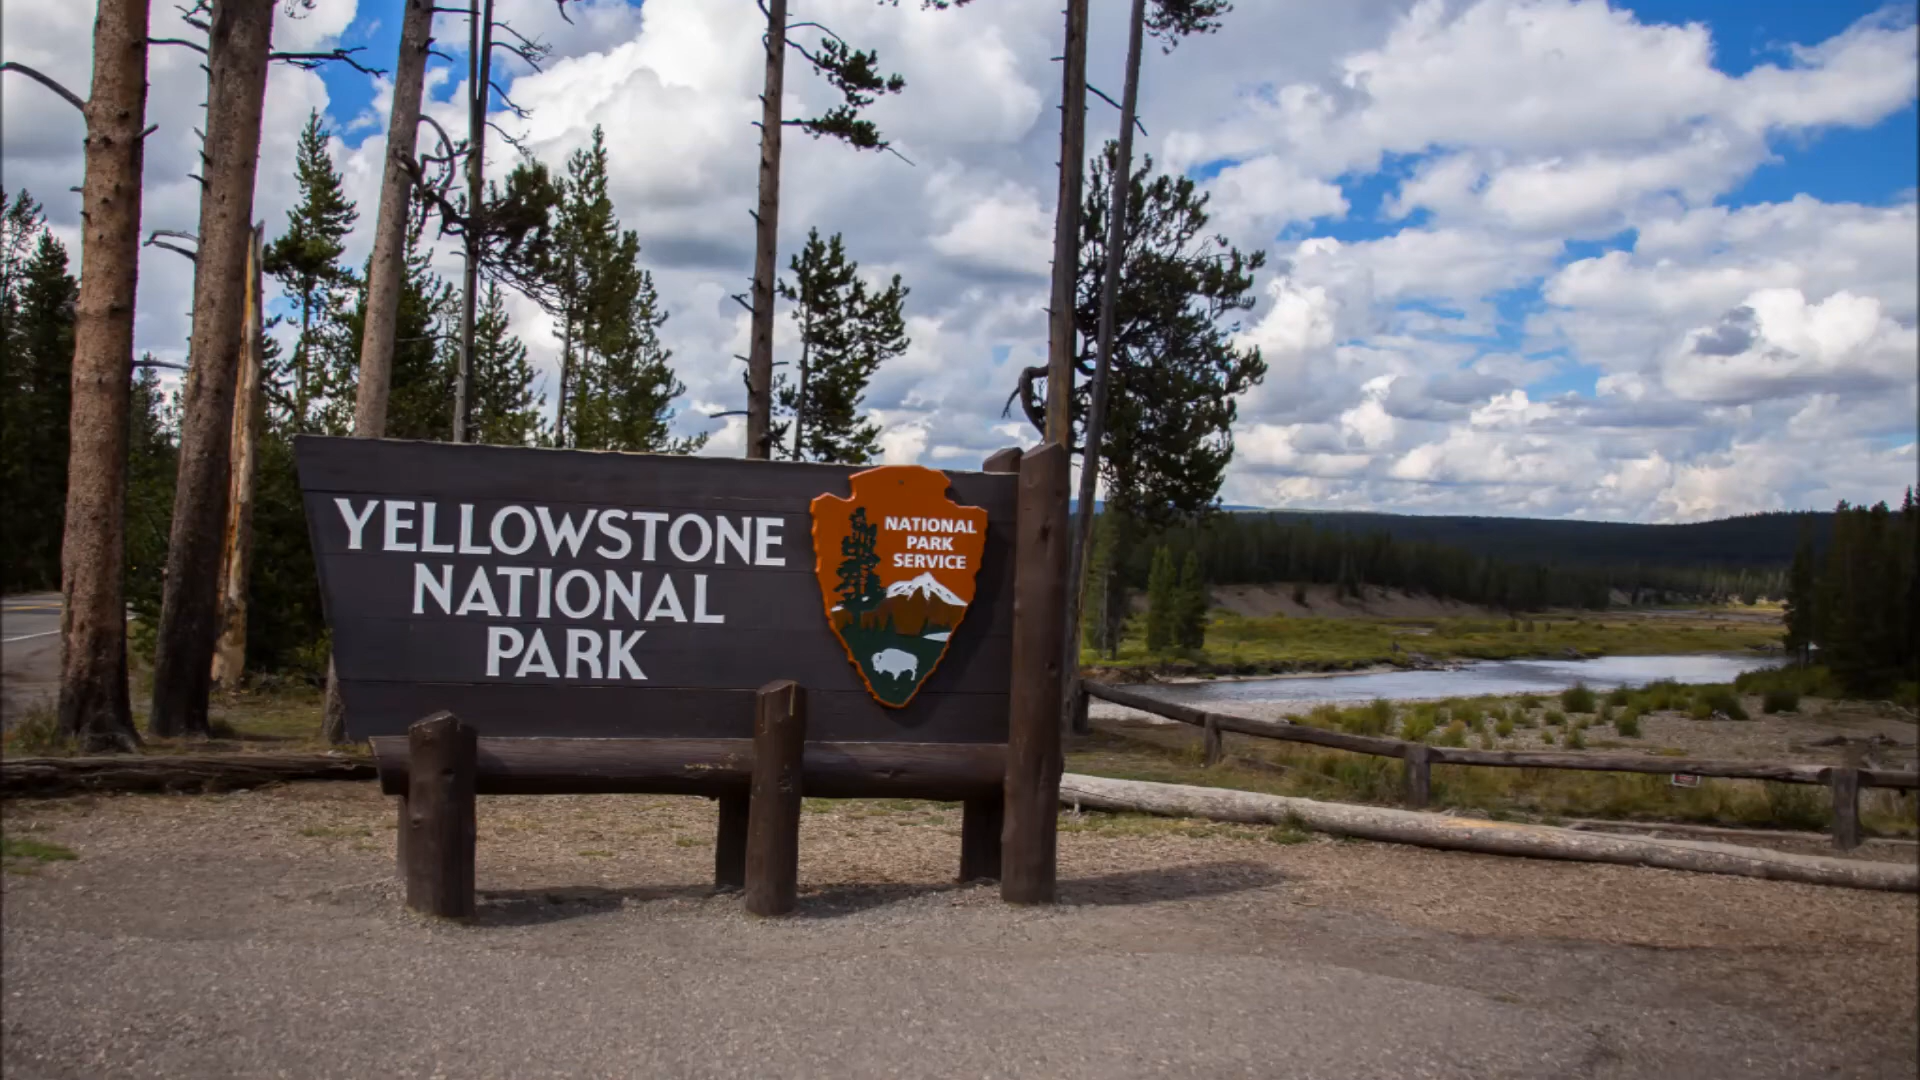 YELLOWSTONE
NATIONAL
PARK
NATIONAL
PARK
SERVICE